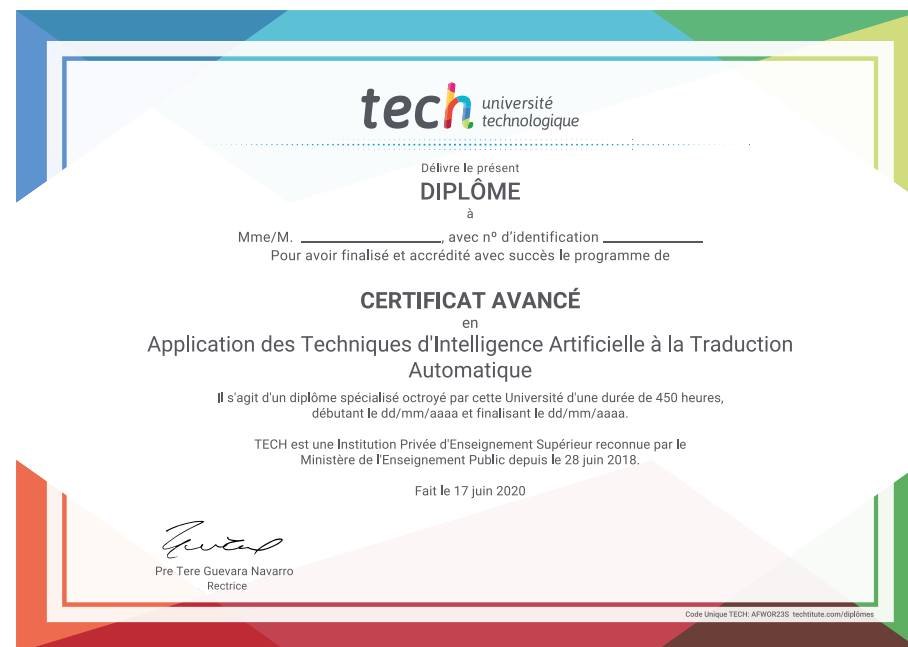 tech université
technologique
Délivre le présent
DIPLÔME
à
Mme/M. ____________________, avec nº d'identification ______________
Pour avoir finalisé et accrédité avec succès le programme de
CERTIFICAT AVANCÉ
en
Application des Techniques d'Intelligence Artificielle à la Traduction
Automatique
Il s'agit d'un diplôme spécialisé octroyé par cette Université d'une durée de 450 heures,
débutant le dd/mm/aaaa et finalisant le dd/mm/aaaa.
TECH est une Institution Privée d'Enseignement Supérieur reconnue par le
Ministère de l'Enseignement Public depuis le 28 juin 2018.
Fait le 17 juin 2020
Pre Tere Guevara Navarro
Rectrice
Code Unique TECH: AFWOR23S techtitute.com/diplômes